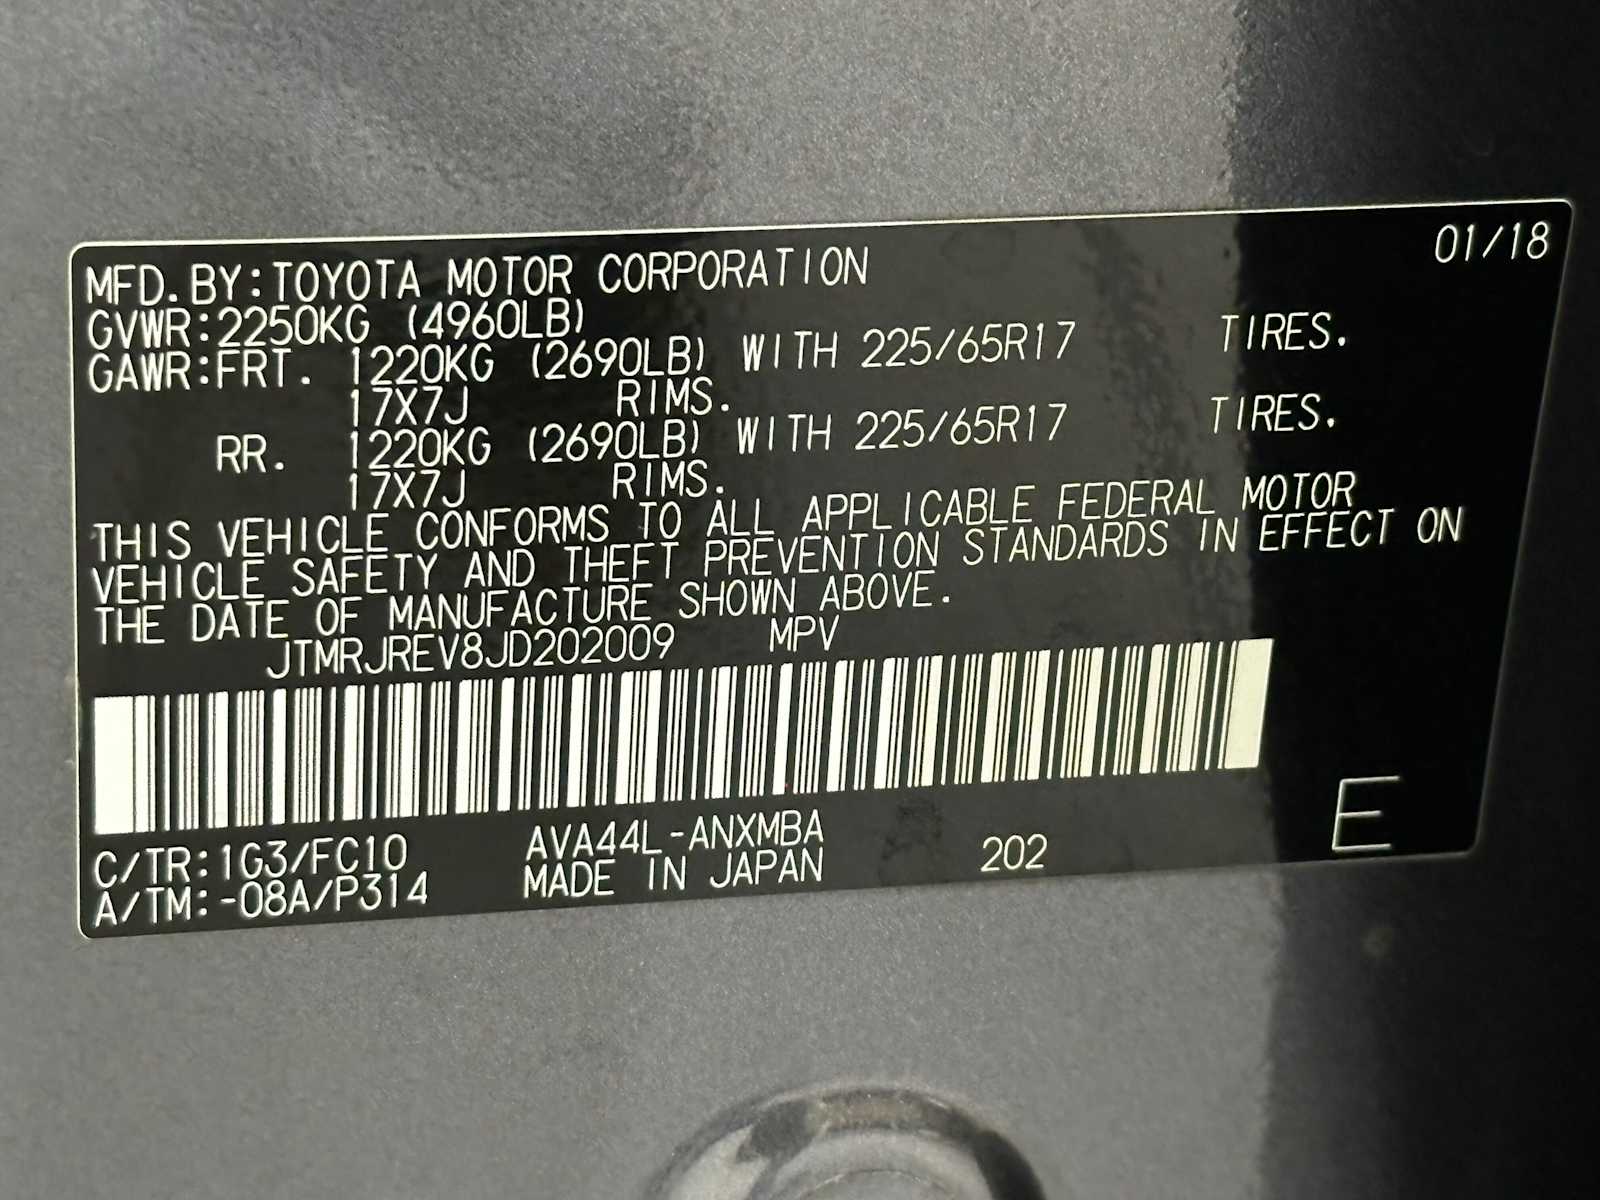 01/18
MFD.BY:TOYOTA MOTOR CORPORATION
GVWR:2250KG (4960LB)
GAWR:FRT. 1220KG (2690LB) WITH 225/65R17 TIRES.
17X7J RIMS.
RR. 1220KG (2690LB) WITH 225/65R17 TIRES.
17X7J RIMS.
THIS VEHICLE CONFORMS TO ALL APPLICABLE FEDERAL MOTOR
VEHICLE SAFETY AND THEFT PREVENTION STANDARDS IN EFFECT ON
THE DATE OF MANUFACTURE SHOWN ABOVE.
JTMRJREV8JD202009 MPV
C/TR:1G3/FC10 AVA44L-ANXMBA
A/TM:-08A/P314 MADE IN JAPAN 202
E